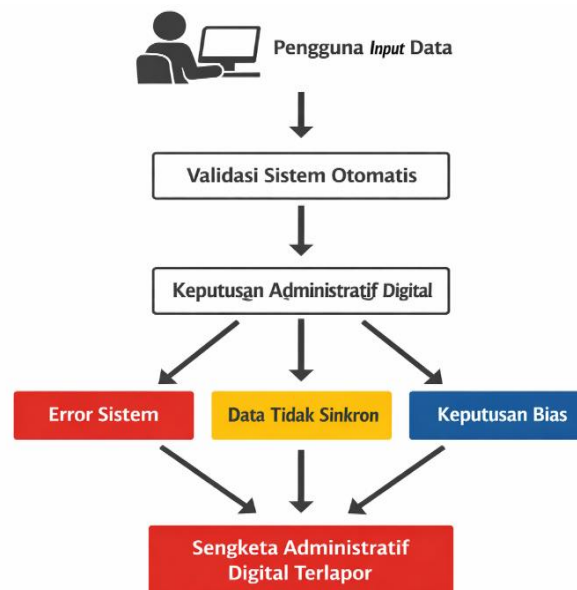 Pengguna Input Data
Validasi Sistem Otomatis
Keputusan Administratif Digital
Error Sistem
Data Tidak Sinkron
Keputusan Bias
Sengketa Administratif
Digital Terlapor